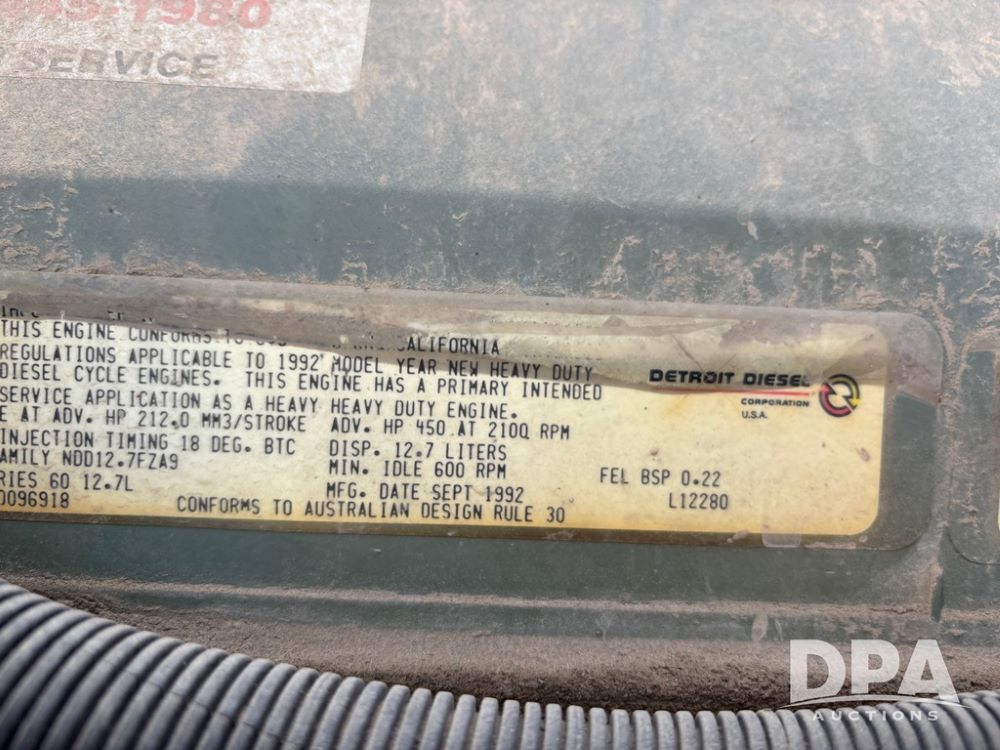 1980
SERVICE
THIS ENGINE CONFORMS TO CALIFORNIA
REGULATIONS APPLICABLE TO 1992 MODEL YEAR NEW HEAVY DUTY
DIESEL CYCLE ENGINES. THIS ENGINE HAS A PRIMARY INTENDED
SERVICE APPLICATION AS A HEAVY HEAVY DUTY ENGINE.
E AT ADV. HP 212.0 MM3/STROKE ADV. HP 450 AT 2100 RPM
INJECTION TIMING 18 DEG. BTC DISP. 12.7 LITERS
AMILY NDD12.7FZA9 MIN. IDLE 600 RPM FEL BSP 0.22
RIES 60 12.7L MFG. DATE SEPT 1992 L12280
0096918 CONFORMS TO AUSTRALIAN DESIGN RULE 30
DETROIT DIESEL
CORPORATION
U.S.A.
DPA
AUCTIONS